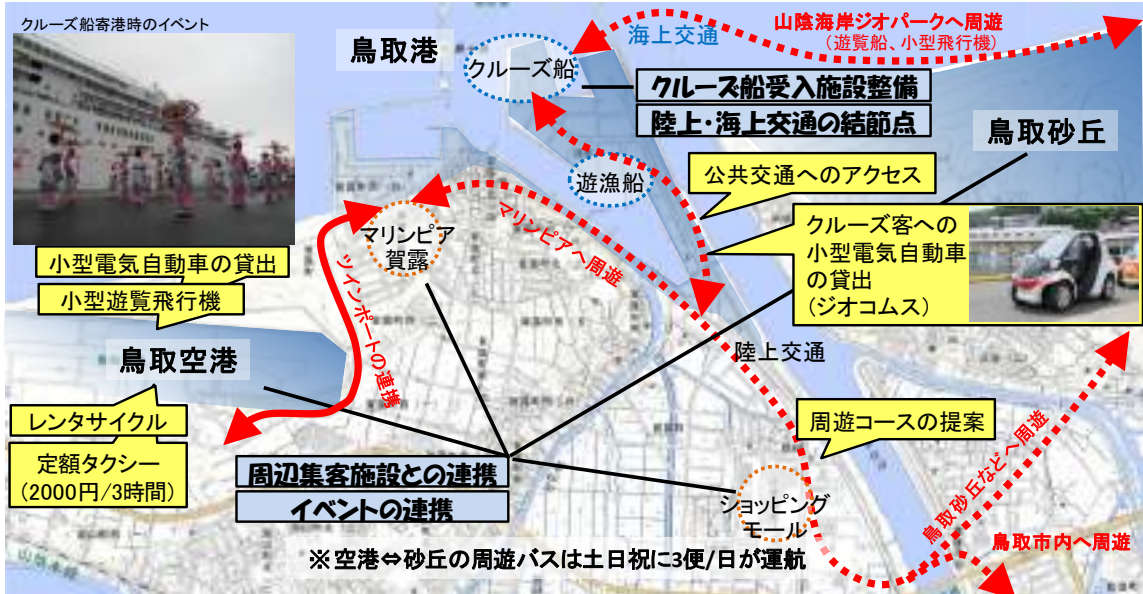 クルーズ船寄港時のイベント
鳥取港
クルーズ船
海上交通
山陰海岸ジオパークへ周遊
(遊覧船、小型飛行機)
クルーズ船受入施設整備
陸上・海上交通の結節点
鳥取砂丘
遊漁船
公共交通へのアクセス
マリンピア
賀露
マリンピアへ周遊
クルーズ客への
小型電気自動車
の貸出
(ジオコムス)
小型電気自動車の貸出
小型遊覧飛行機
ツインポートの連携
鳥取空港
陸上交通
レンタサイクル
定額タクシー
(2000円/3時間)
周遊コースの提案
周辺集客施設との連携
イベントの連携
ショッピング
モール
鳥取砂丘などへ周遊
鳥取市内へ周遊
※空港⇔砂丘の周遊バスは土日祝に3便/日が運航
山陰本線